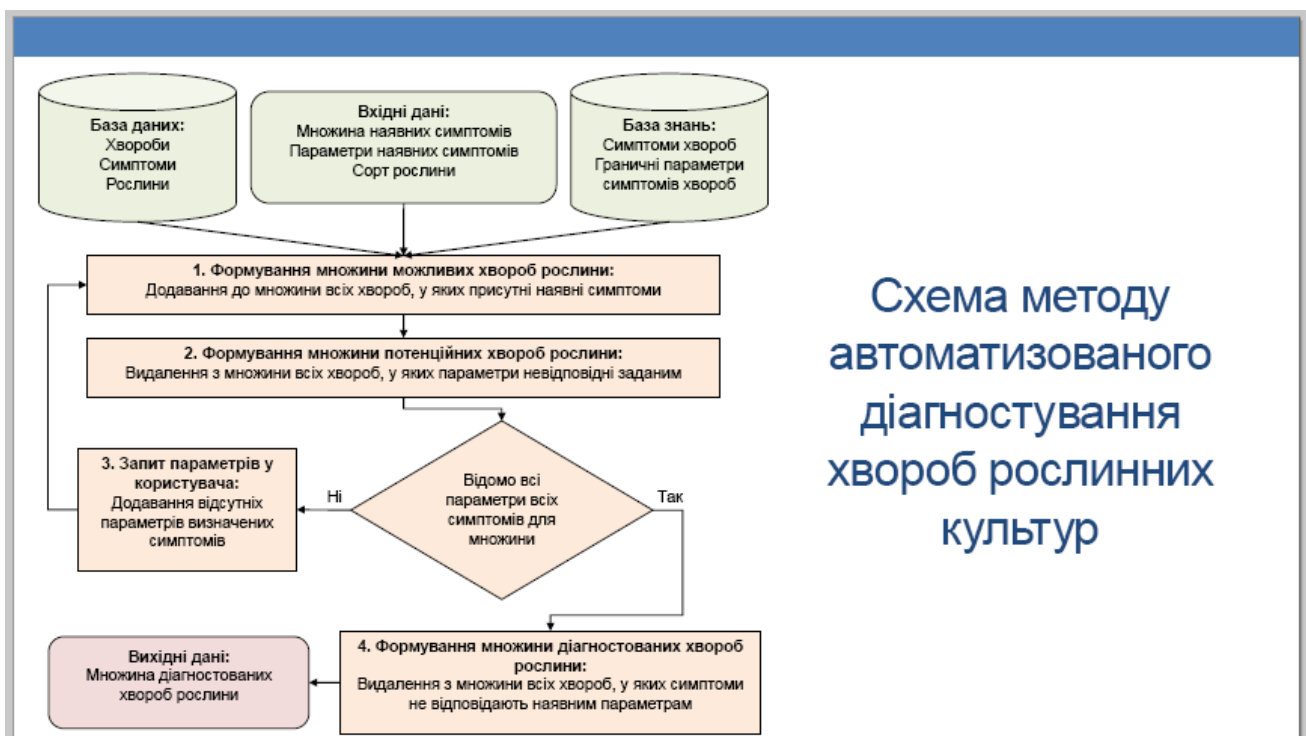 База даних:
Хвороби
Симптоми
Рослини
Вхідні дані:
Множина наявних симптомів
Параметри наявних симптомів
Сорт рослини
База знань:
Симптоми хвороб
Граничні параметри
симптомів хвороб
1. Формування множини можливих хвороб рослини:
Додавання до множини всіх хвороб, у яких присутні наявні симптоми
2. Формування множини потенційних хвороб рослини:
Видалення з множини всіх хвороб, у яких параметри невідповідні заданим
3. Запит параметрів у
користувача:
Додавання відсутніх
параметрів визначених
симптомів
Ні
Відомо всі
параметри всіх
симптомів для
множини
Так
4. Формування множини діагностованих хвороб
рослини:
Видалення з множини всіх хвороб, у яких симптоми
не відповідають наявним параметрам
Вихідні дані:
Множина діагностованих
хвороб рослини
Схема методу
автоматизованого
діагностування
хвороб рослинних
культур